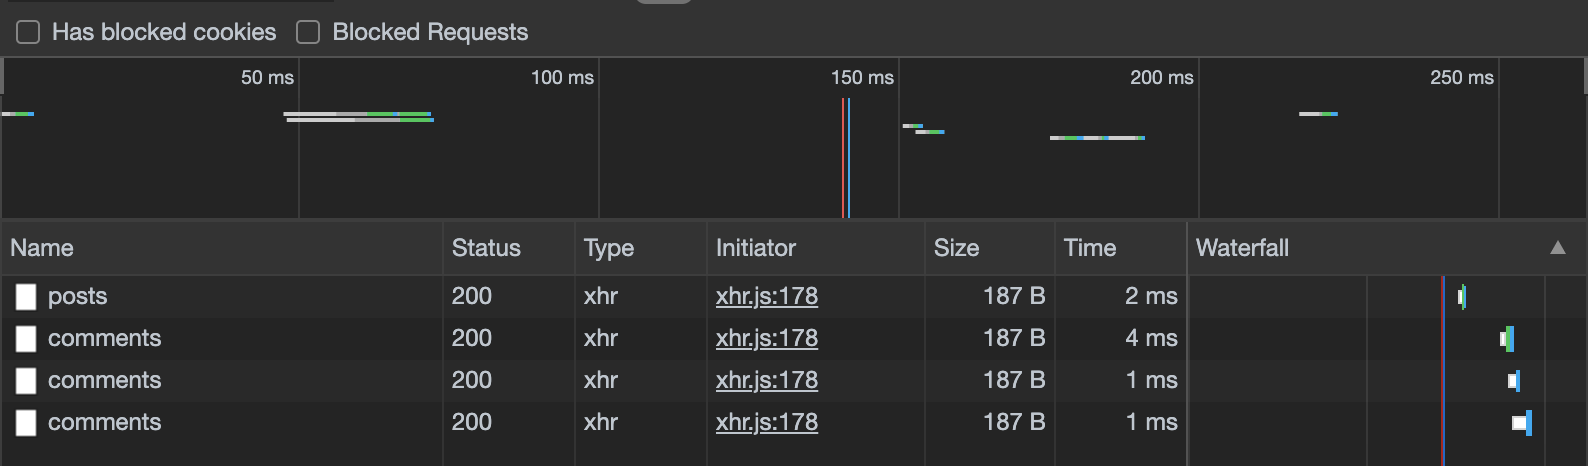 Has blocked cookies Blocked Requests
50 ms 100 ms 150 ms 200 ms 250 ms
Name Status Type Initiator Size Time Waterfall ▲
posts 200 xhr xhr.js:178 187 B 2 ms
comments 200 xhr xhr.js:178 187 B 4 ms
comments 200 xhr xhr.js:178 187 B 1 ms
comments 200 xhr xhr.js:178 187 B 1 ms